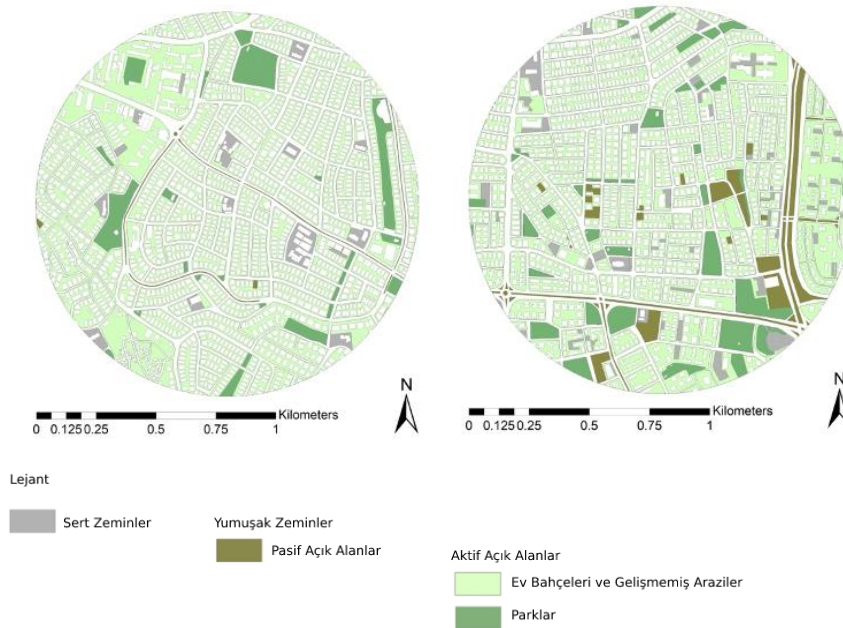 N
Kilometers
0 0.125 0.25 0.5 0.75 1
N
Kilometers
0 0.125 0.25 0.5 0.75 1
Lejant
Sert Zeminler
Yumuşak Zeminler
Pasif Açık Alanlar
Aktif Açık Alanlar
Ev Bahçeleri ve Gelişmemiş Araziler
Parklar